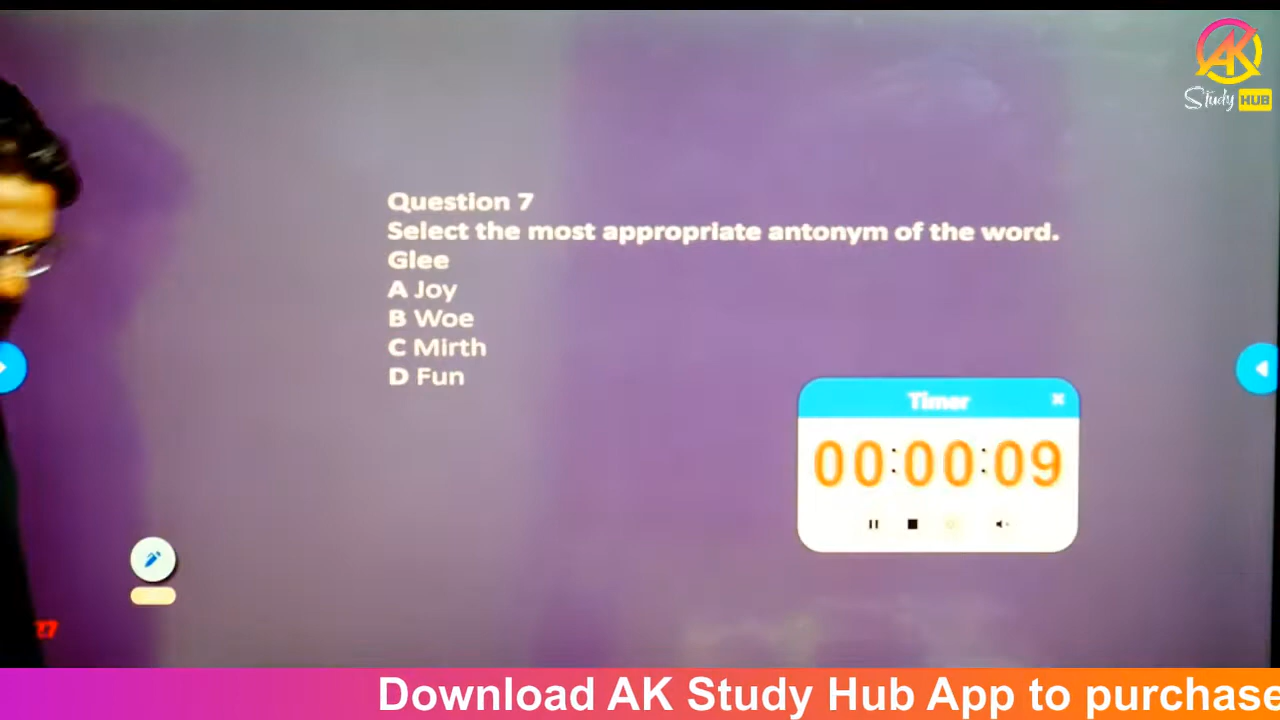 AK
Study HUB
Question 7
Select the most appropriate antonym of the word.
Glee
A Joy
B Woe
C Mirth
D Fun
Timer
00:00:09
27
Download AK Study Hub App to purchase